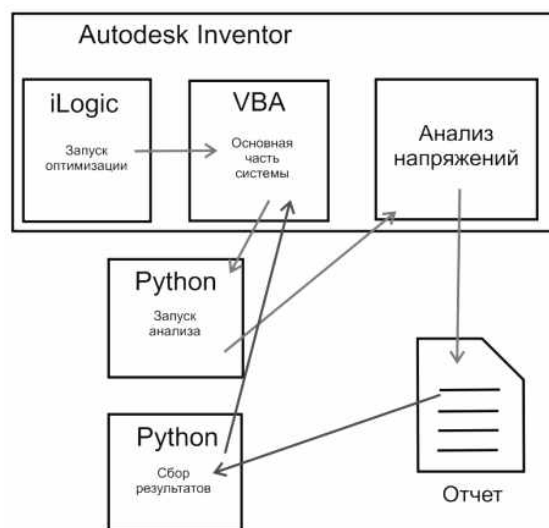 Autodesk Inventor
iLogic
Запуск
оптимизации
VBA
Основная
часть
системы
Анализ
напряжений
Python
Запуск
анализа
Python
Сбор
результатов
Отчет